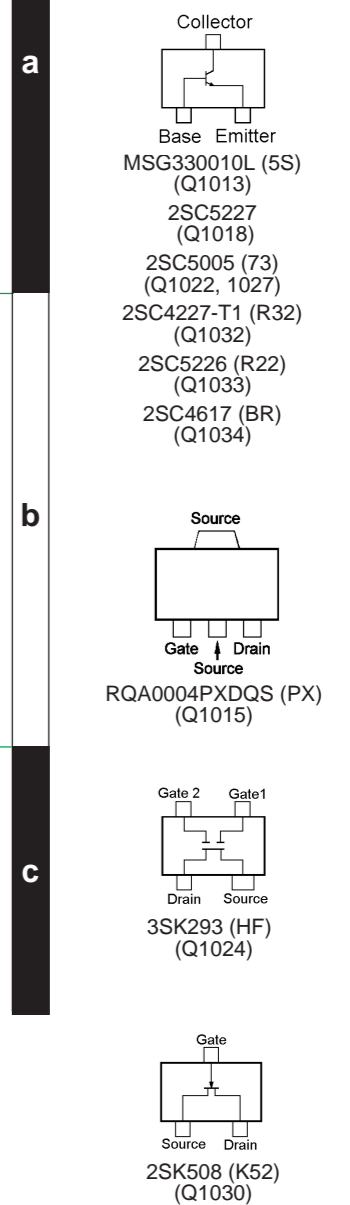 a
Collector
Base Emitter
MSG330010L (5S)
(Q1013)
2SC5227
(Q1018)
2SC5005 (73)
(Q1022, 1027)
2SC4227-T1 (R32)
(Q1032)
2SC5226 (R22)
(Q1033)
2SC4617 (BR)
(Q1034)
b
Source
Gate Drain
Source
RQA0004PXDQS (PX)
(Q1015)
c
Gate 2 Gate1
Drain Source
3SK293 (HF)
(Q1024)
Gate
Source Drain
2SK508 (K52)
(Q1030)